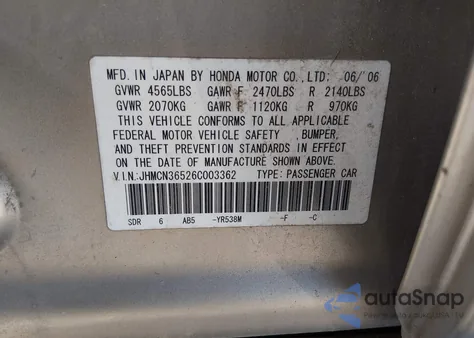 MFD. IN JAPAN BY HONDA MOTOR CO., LTD: 06/'06
GVWR 4565LBS GAWR F 2470LBS R 2140LBS
GVWR 2070KG GAWR F 1120KG R 970KG
THIS VEHICLE CONFORMS TO ALL APPLICABLE
FEDERAL MOTOR VEHICLE SAFETY , BUMPER,
AND THEFT PREVENTION STANDARDS IN EFFECT
ON THE DATE OF MANUFACTURE SHOWN ABOVE.
V.I.N.: JHMCN36526C003362 TYPE: PASSENGER CAR
SDR 6 AB5 -YR538M -F -C
autoSnap